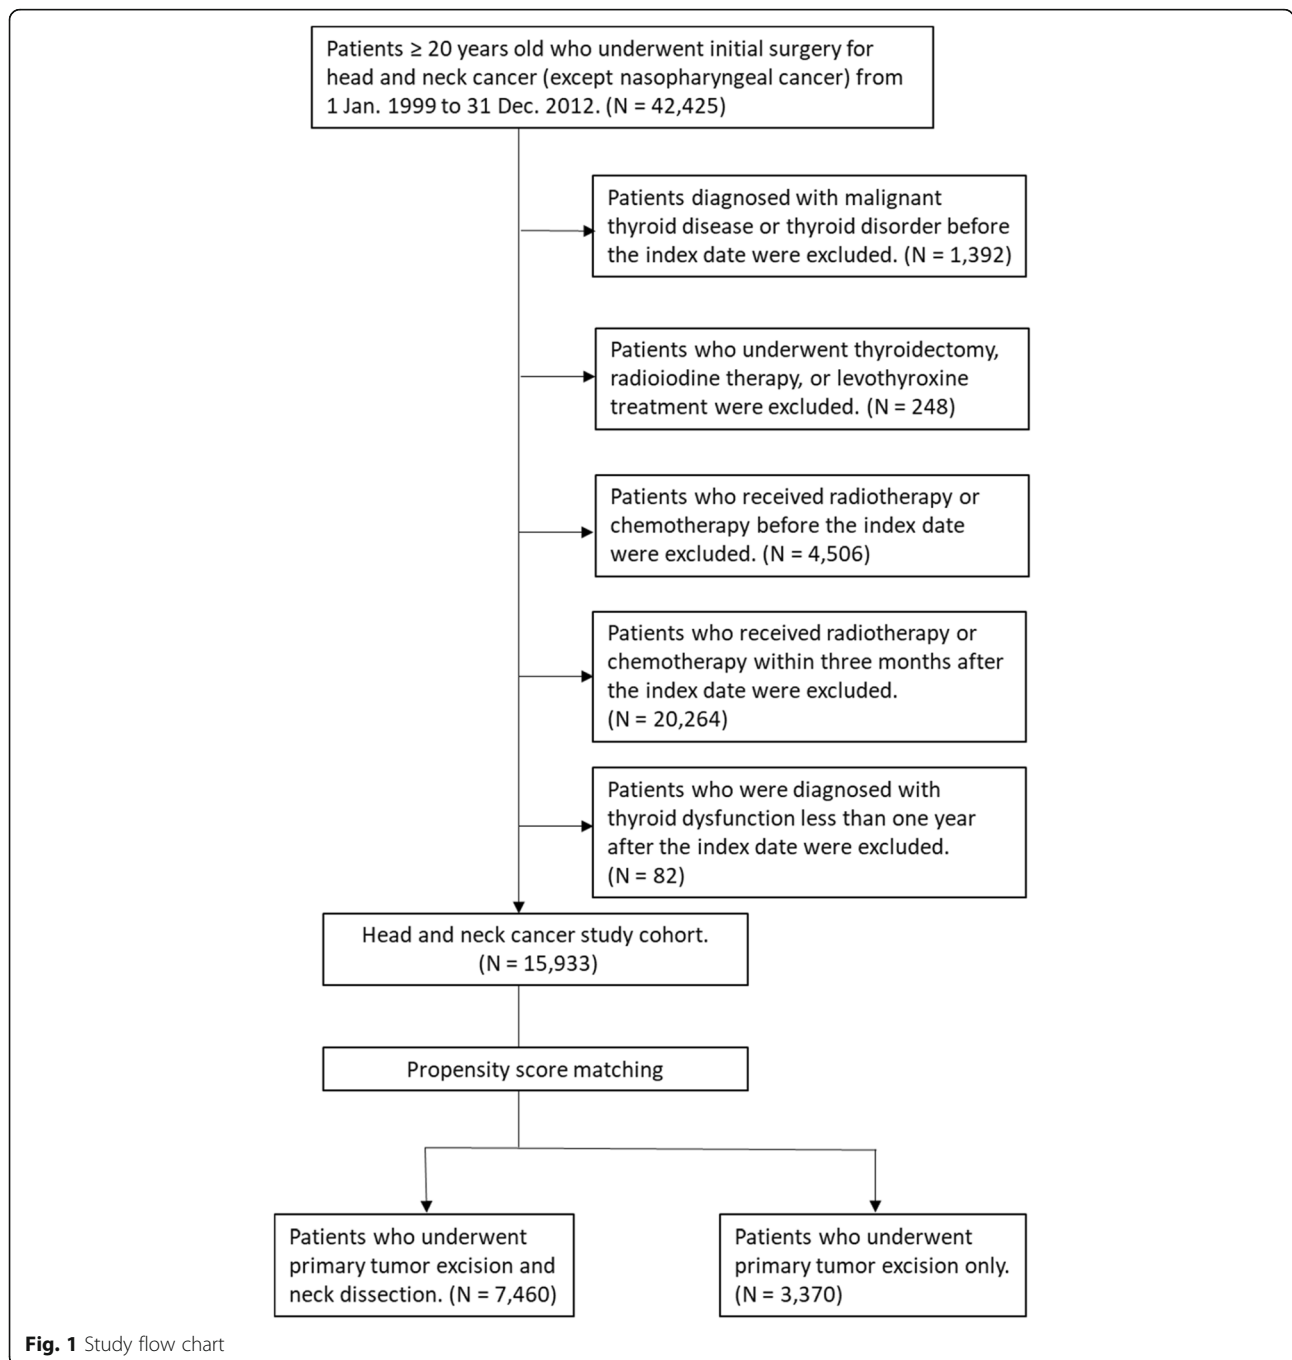 Patients ≥ 20 years old who underwent initial surgery for
head and neck cancer (except nasopharyngeal cancer) from
1 Jan. 1999 to 31 Dec. 2012. (N = 42,425)
Patients diagnosed with malignant
thyroid disease or thyroid disorder before
the index date were excluded. (N = 1,392)
Patients who underwent thyroidectomy,
radioiodine therapy, or levothyroxine
treatment were excluded. (N = 248)
Patients who received radiotherapy or
chemotherapy before the index date
were excluded. (N = 4,506)
Patients who received radiotherapy or
chemotherapy within three months after
the index date were excluded.
(N = 20,264)
Patients who were diagnosed with
thyroid dysfunction less than one year
after the index date were excluded.
(N = 82)
Head and neck cancer study cohort.
(N = 15,933)
Propensity score matching
Patients who underwent
primary tumor excision and
neck dissection. (N = 7,460)
Patients who underwent
primary tumor excision only.
(N = 3,370)
Fig. 1 Study flow chart